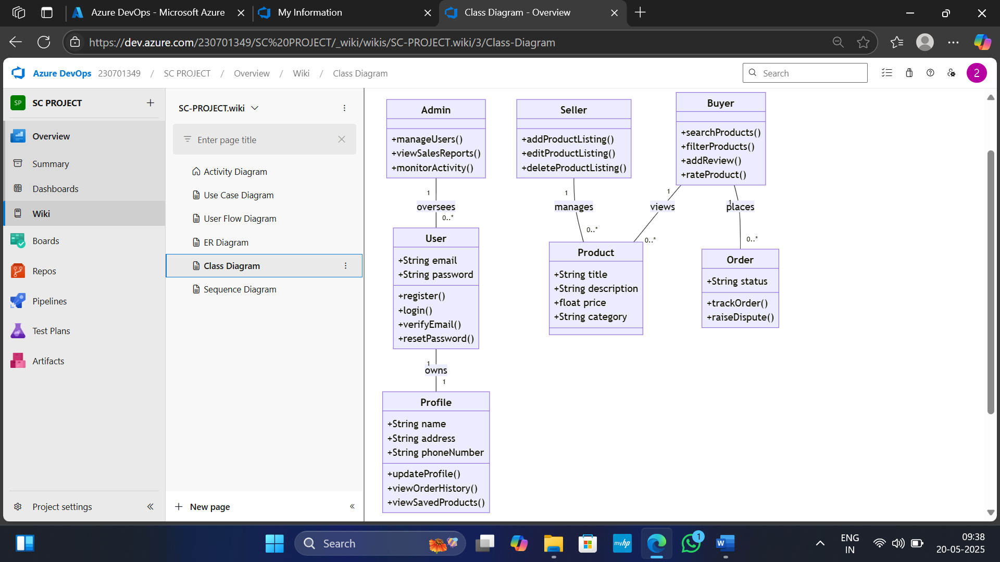 Azure DevOps - Microsoft Azure
My Information
Class Diagram - Overview
https://dev.azure.com/230701349/SC%20PROJECT/_wiki/wikis/SC-PROJECT.wiki/3/Class-Diagram
Azure DevOps 230701349 / SC PROJECT / Overview / Wiki / Class Diagram
Search
2
SP SC PROJECT
Overview
Summary
Dashboards
Wiki
Boards
Repos
Pipelines
Test Plans
Artifacts
Project settings
SC-PROJECT.wiki
Enter page title
Activity Diagram
Use Case Diagram
User Flow Diagram
ER Diagram
Class Diagram
Sequence Diagram
New page
Admin
+manageUsers()
+viewSalesReports()
+monitorActivity()
1
oversees
0..*
User
+String email
+String password
+register()
+login()
+verifyEmail()
+resetPassword()
1
owns
1
Profile
+String name
+String address
+String phoneNumber
+updateProfile()
+viewOrderHistory()
+viewSavedProducts()
Seller
+addProductListing()
+editProductListing()
+deleteProductListing()
1
manages
0..*
Buyer
+searchProducts()
+filterProducts()
+addReview()
+rateProduct()
1
views
0..*
1
places
0..*
Product
+String title
+String description
+float price
+String category
Order
+String status
+trackOrder()
+raiseDispute()
Search
myhp
1
W
ENG
IN
09:38
20-05-2025